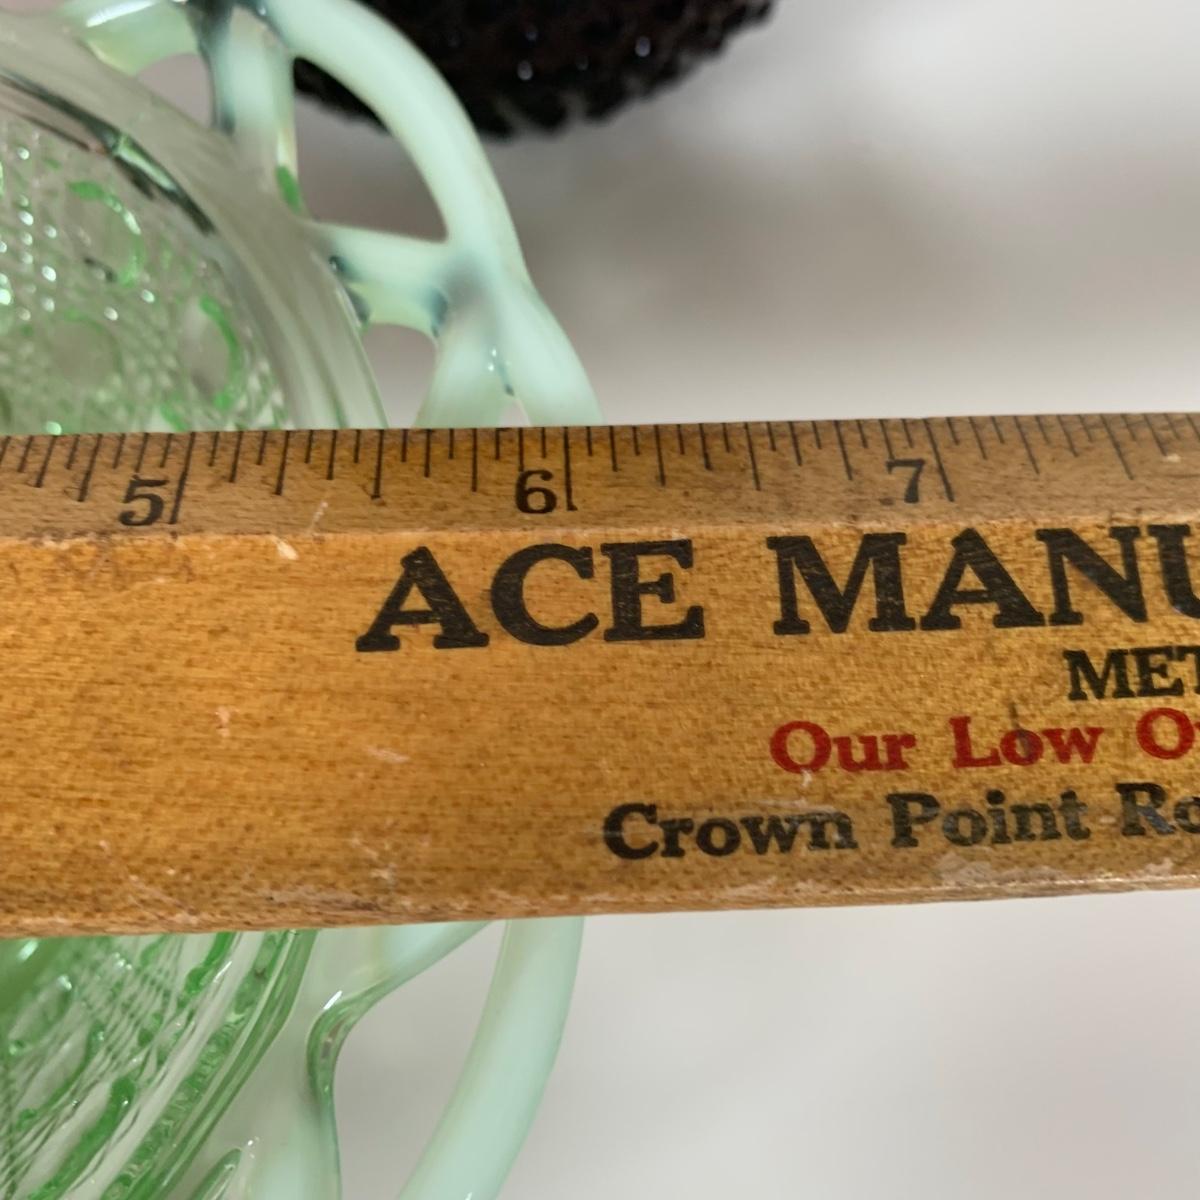 5 6 7
ACE MANU
MET
Our Low O
Crown Point Ro